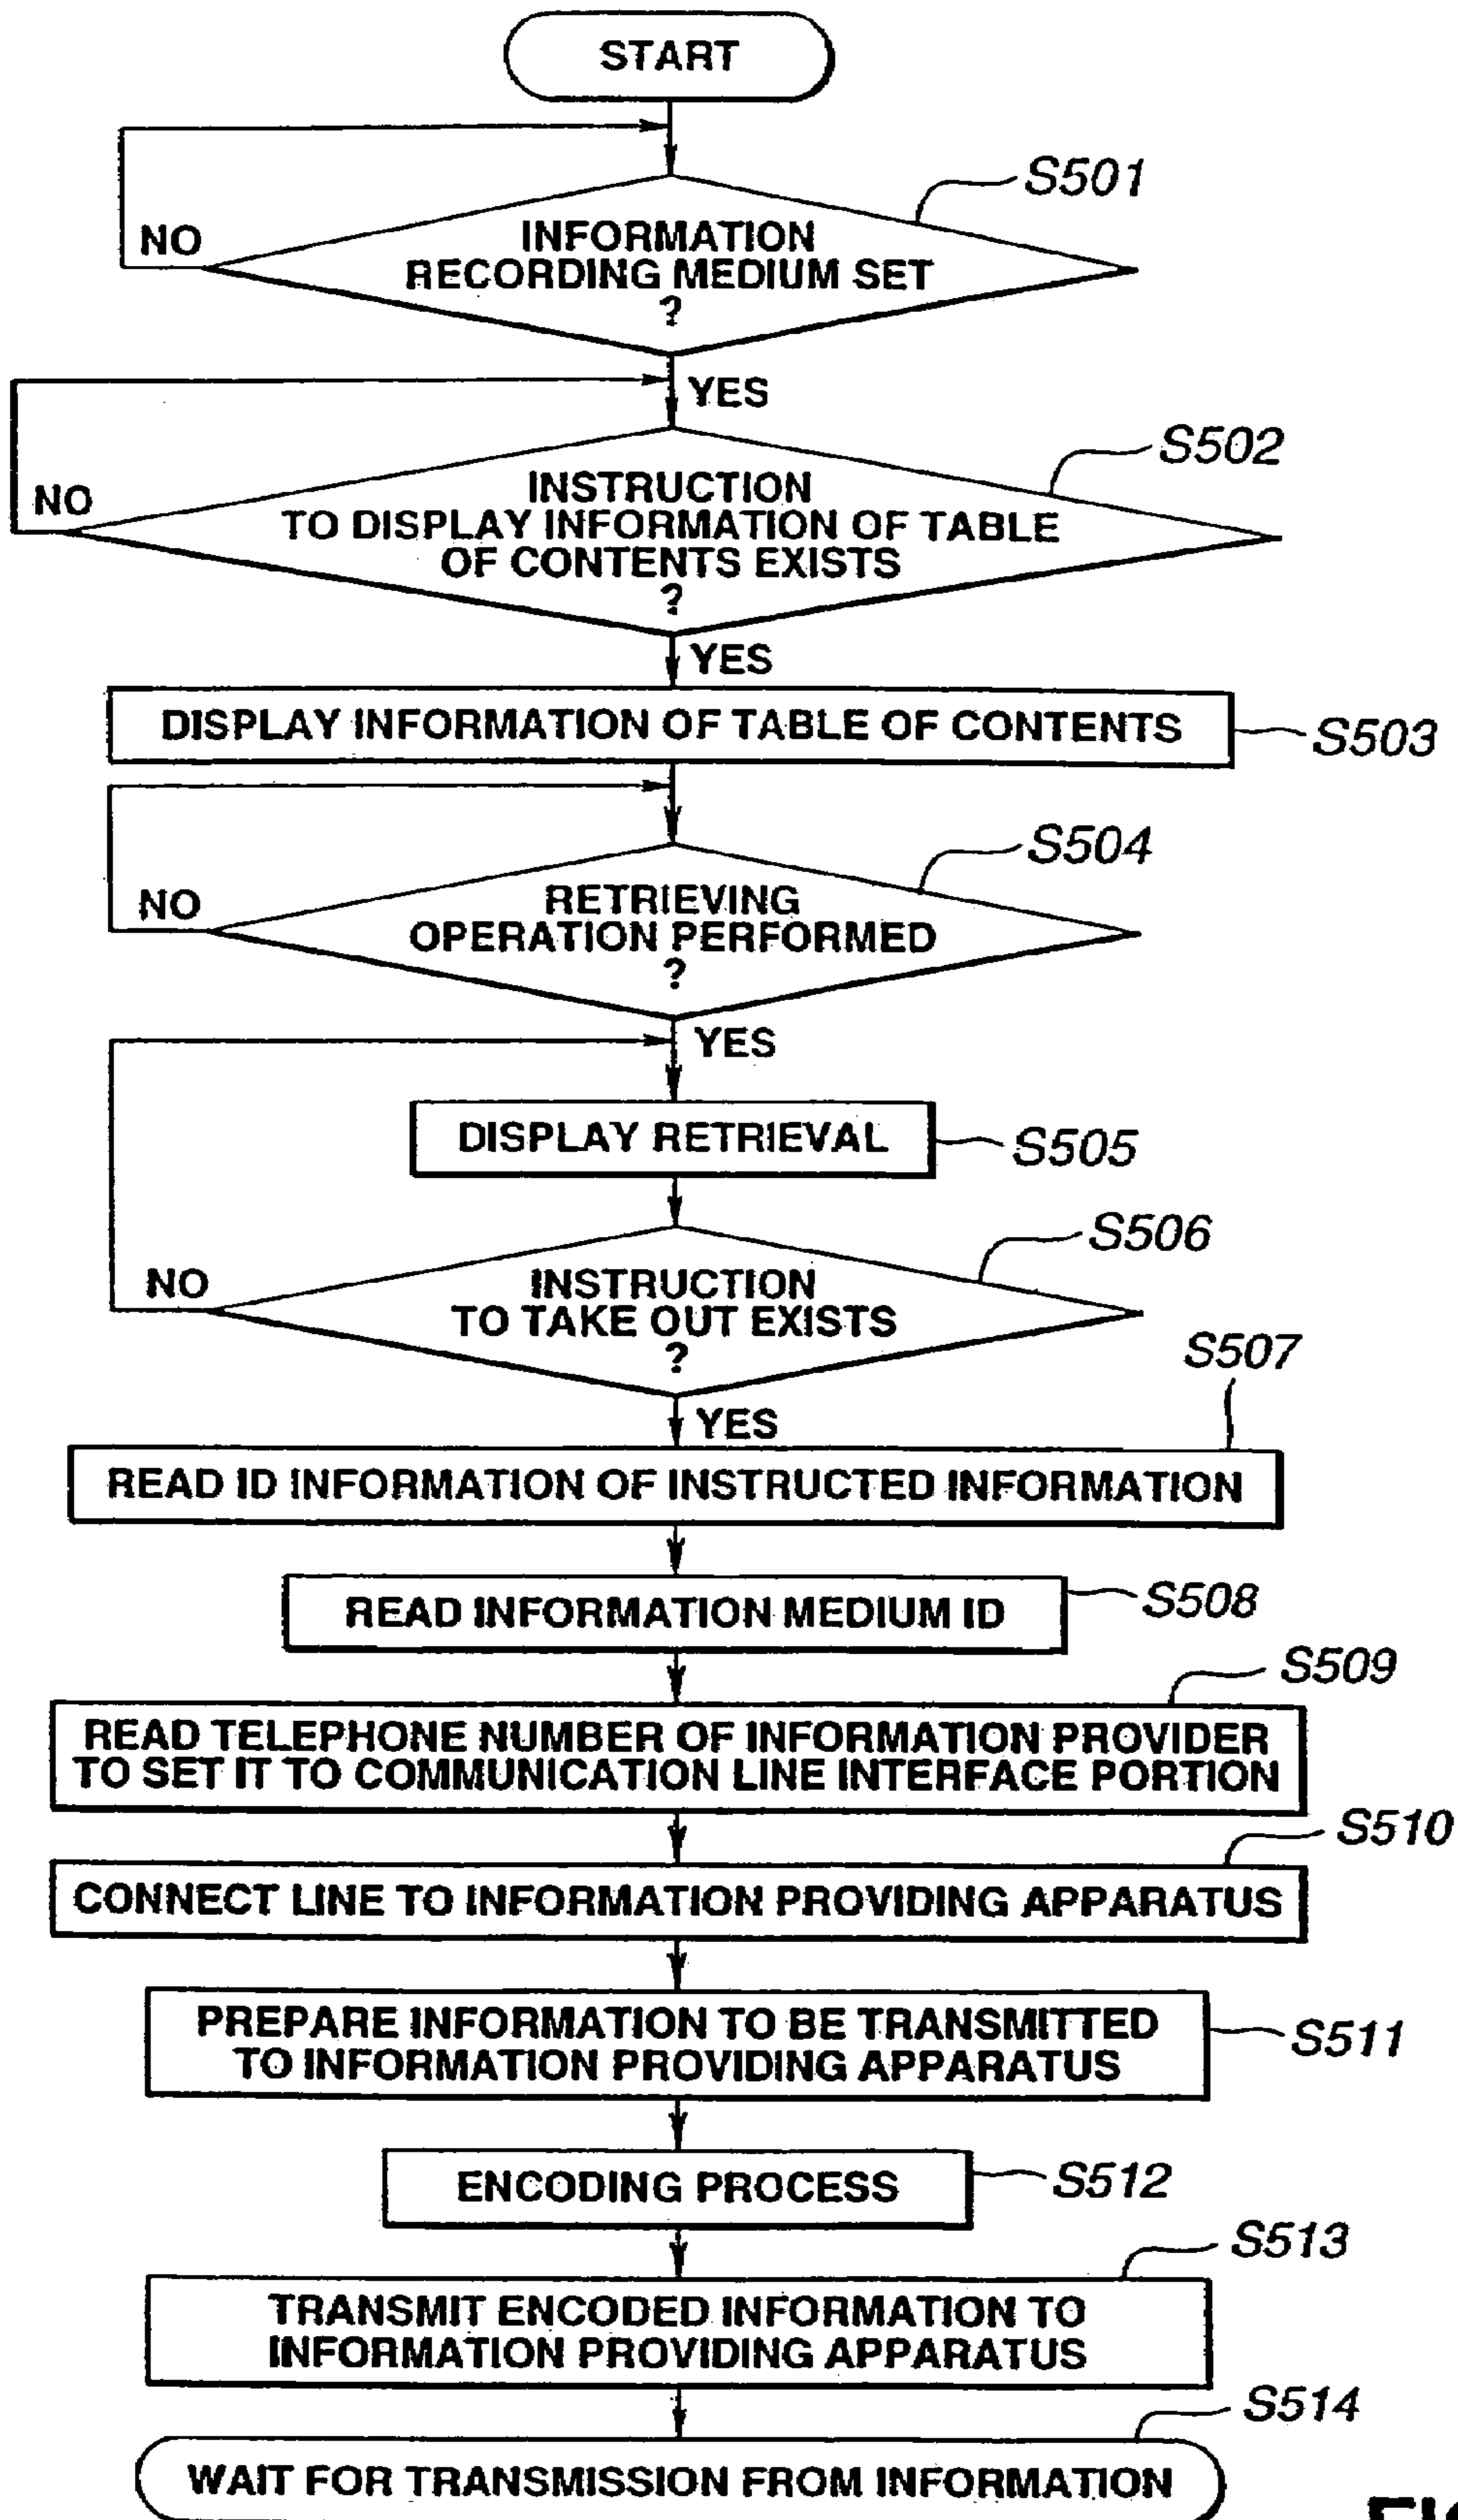 START
S501
NO
INFORMATION
RECORDING MEDIUM SET
?
YES
S502
NO
INSTRUCTION
TO DISPLAY INFORMATION OF TABLE
OF CONTENTS EXISTS
?
YES
DISPLAY INFORMATION OF TABLE OF CONTENTS
S503
S504
NO
RETRIEVING
OPERATION PERFORMED
?
YES
DISPLAY RETRIEVAL
S505
S506
NO
INSTRUCTION
TO TAKE OUT EXISTS
?
S507
YES
READ ID INFORMATION OF INSTRUCTED INFORMATION
READ INFORMATION MEDIUM ID
S508
S509
READ TELEPHONE NUMBER OF INFORMATION PROVIDER
TO SET IT TO COMMUNICATION LINE INTERFACE PORTION
S510
CONNECT LINE TO INFORMATION PROVIDING APPARATUS
PREPARE INFORMATION TO BE TRANSMITTED
TO INFORMATION PROVIDING APPARATUS
S511
ENCODING PROCESS
S512
S513
TRANSMIT ENCODED INFORMATION TO
INFORMATION PROVIDING APPARATUS
S514
WAIT FOR TRANSMISSION FROM INFORMATION